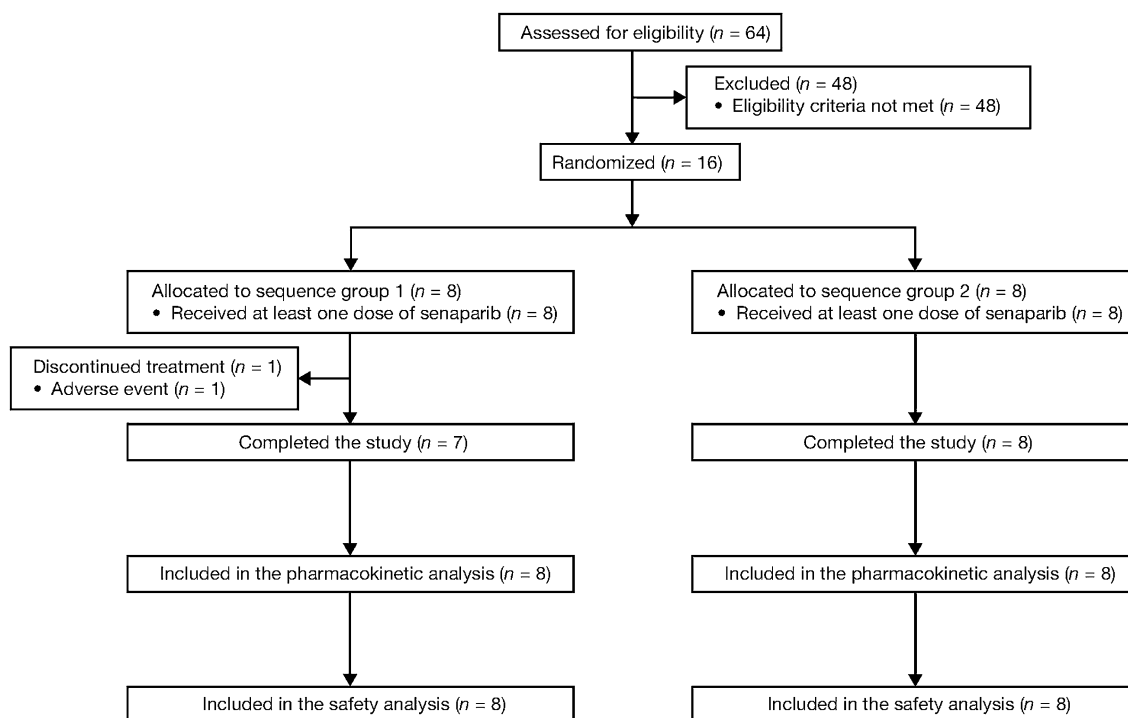 Assessed for eligibility (n = 64)
Excluded (n = 48)
• Eligibility criteria not met (n = 48)
Randomized (n = 16)
Allocated to sequence group 1 (n = 8)
• Received at least one dose of senaparib (n = 8)
Allocated to sequence group 2 (n = 8)
• Received at least one dose of senaparib (n = 8)
Discontinued treatment (n = 1)
• Adverse event (n = 1)
Completed the study (n = 7)
Completed the study (n = 8)
Included in the pharmacokinetic analysis (n = 8)
Included in the pharmacokinetic analysis (n = 8)
Included in the safety analysis (n = 8)
Included in the safety analysis (n = 8)